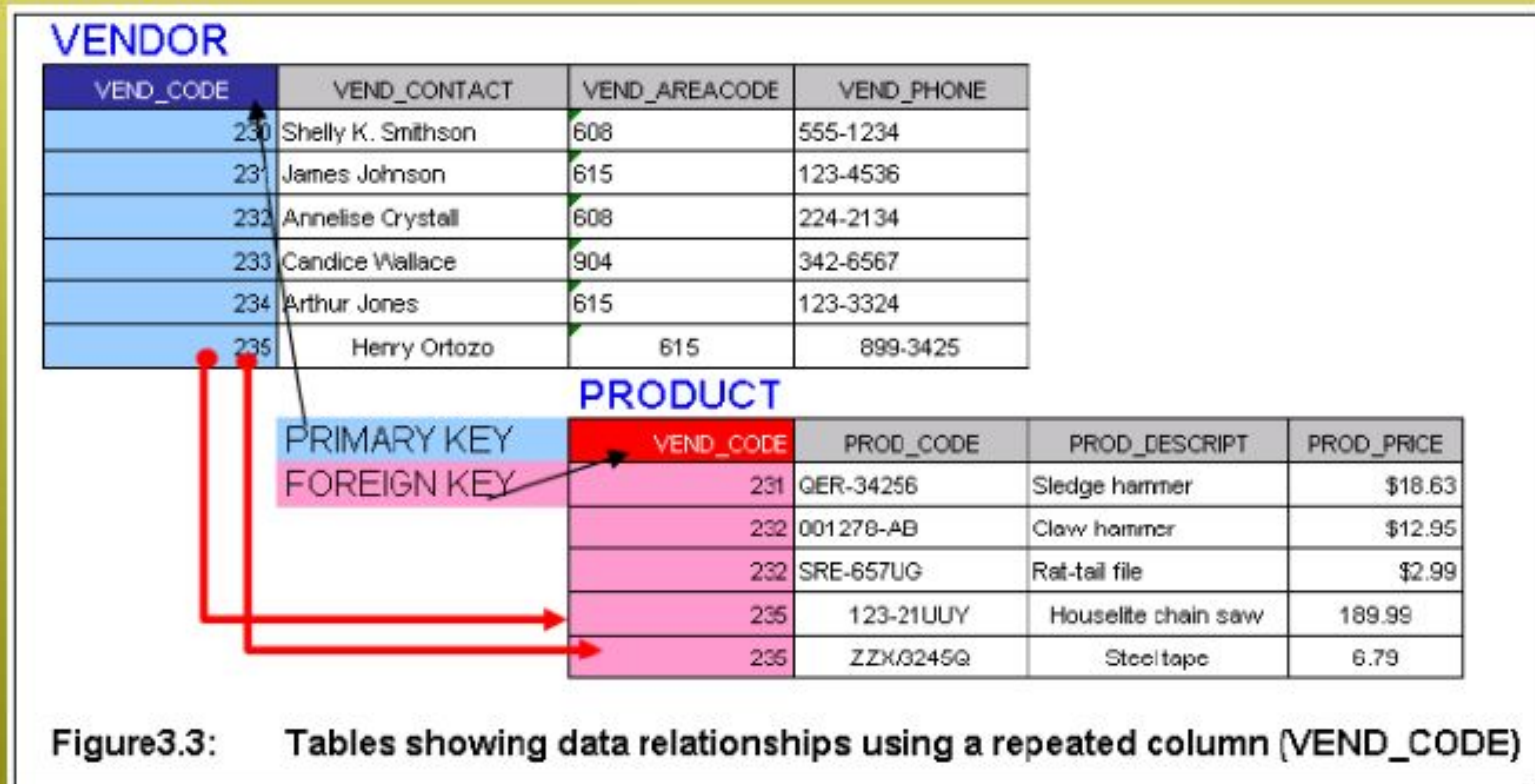 VENDOR
VEND_CODE VEND_CONTACT VEND_AREACODE VEND_PHONE
230 Shelly K. Smithson 608 555-1234
231 James Johnson 615 123-4536
232 Annelise Crystall 608 224-2134
233 Candice Wallace 904 342-6567
234 Arthur Jones 615 123-3324
235 Henry Ortozo 615 899-3425
PRODUCT
PRIMARY KEY
FOREIGN KEY
VEND_CODE PROD_CODE PROD_DESCRIPT PROD_PRICE
231 QER-34256 Sledge hammer $18.63
232 001278-AB Claw hammer $12.95
232 SRE-657UG Rat-tail file $2.99
235 123-21UUY Houselite chain saw 189.99
235 ZZX/3245Q Steel tape 6.79
Figure3.3: Tables showing data relationships using a repeated column (VEND_CODE)